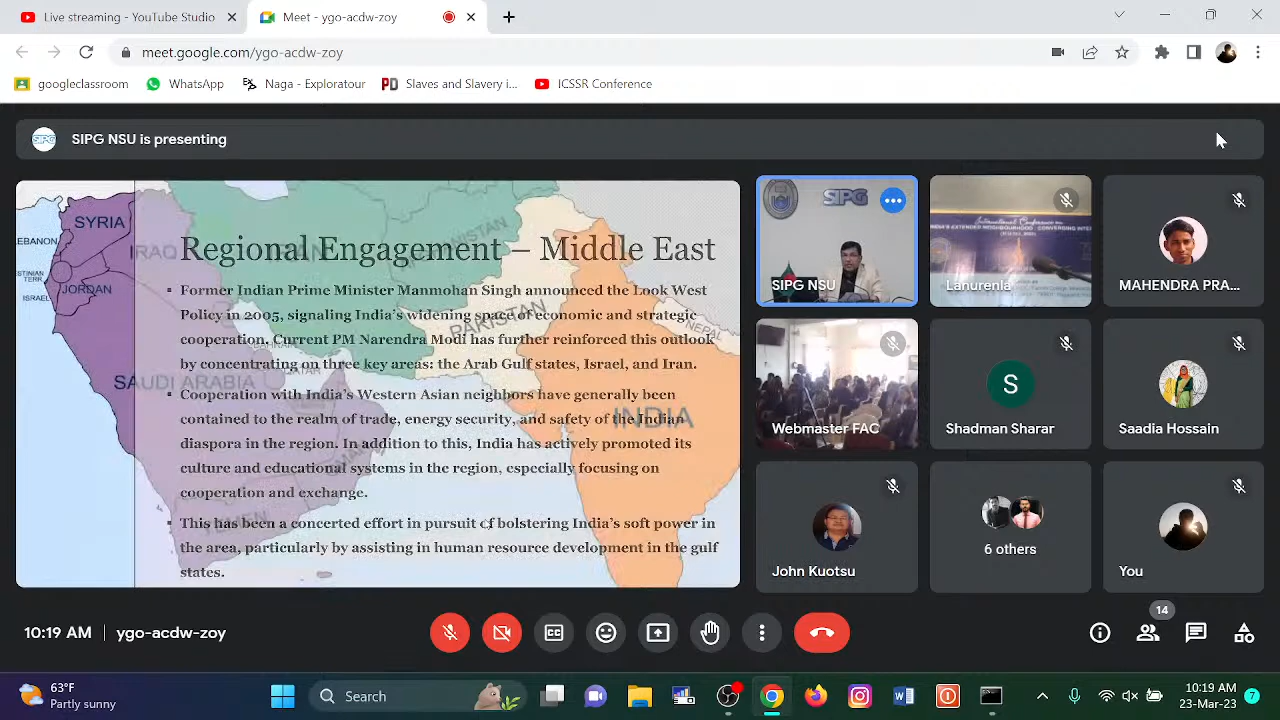 Live streaming - YouTube Studio
Meet - ygo-acdw-zoy
meet.google.com/ygo-acdw-zoy
googleclassroom
WhatsApp
Naga - Exploratour
PD Slaves and Slavery i...
ICSSR Conference
SIPG NSU is presenting
SYRIA
LEBANON
IRAQ
STINIAN
TERR
JORDAN
ISRAEL
PAKISTAN
NEPAL
SAUDI ARABIA
INDIA
Regional Engagement – Middle East
Former Indian Prime Minister Manmohan Singh announced the Look West
Policy in 2005, signaling India's widening space of economic and strategic
cooperation. Current PM Narendra Modi has further reinforced this outlook
by concentrating on three key areas: the Arab Gulf states, Israel, and Iran.
Cooperation with India's Western Asian neighbors have generally been
contained to the realm of trade, energy security, and safety of the Indian
diaspora in the region. In addition to this, India has actively promoted its
culture and educational systems in the region, especially focusing on
cooperation and exchange.
This has been a concerted effort in pursuit of bolstering India's soft power in
the area, particularly by assisting in human resource development in the gulf
states.
SIPG
SIPG NSU
International Conference
Lanurenla
MAHENDRA PRA...
Webmaster FAC
S
Shadman Sharar
Saadia Hossain
John Kuotsu
6 others
You
10:19 AM
ygo-acdw-zoy
14
63°F
Partly sunny
Search
10:19 AM
23-Mar-23
7